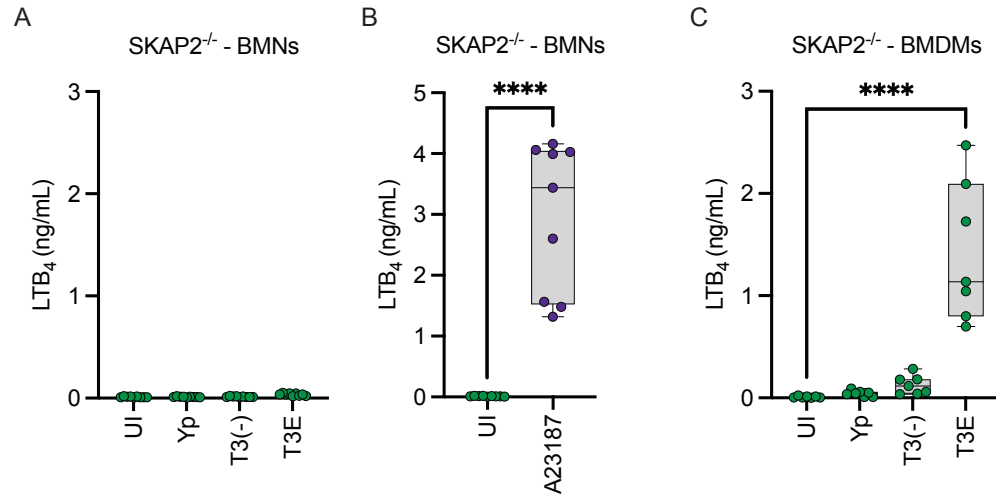 A
SKAP2-/- - BMNs
LTB4 (ng/mL)
3
2
1
0
UI
Yp
T3(-)
T3E
B
SKAP2-/- - BMNs
****
LTB4 (ng/mL)
5
4
3
2
1
0
UI
A23187
C
SKAP2-/- - BMDMs
****
LTB4 (ng/mL)
3
2
1
0
UI
Yp
T3(-)
T3E